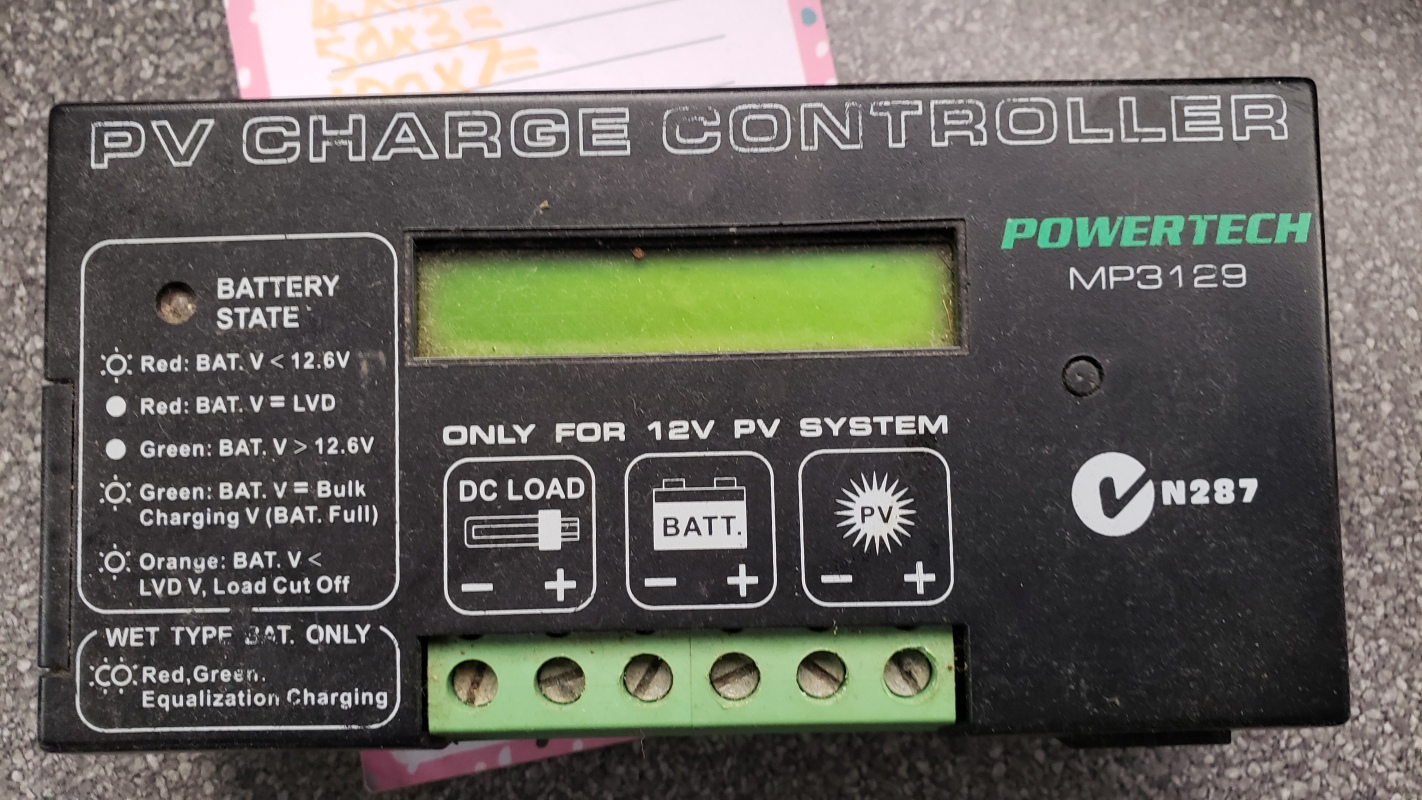 50x3=
x7=
PV CHARGE CONTROLLER
POWERTECH
MP3129
BATTERY
STATE
Red: BAT. V < 12.6V
Red: BAT. V = LVD
Green: BAT. V > 12.6V
Green: BAT. V = Bulk
Charging V (BAT. Full)
Orange: BAT. V <
LVD V, Load Cut Off
WET TYPE BAT. ONLY
Red,Green.
Equalization Charging
ONLY FOR 12V PV SYSTEM
DC LOAD
- +
BATT.
- +
PV
- +
N287